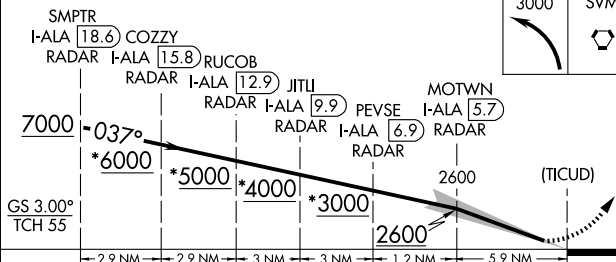 3000
SVM
SMPTR
I-ALA 18.6
RADAR
COZZY
I-ALA 15.8
RADAR
RUCOB
I-ALA 12.9
RADAR
JITLI
I-ALA 9.9
RADAR
PEVSE
I-ALA 6.9
RADAR
MOTWN
I-ALA 5.7
RADAR
7000
037°
*6000
*5000
*4000
*3000
2600
2600
(TICUD)
GS 3.00°
TCH 55
2.9 NM
2.9 NM
3 NM
3 NM
1.2 NM
5.9 NM